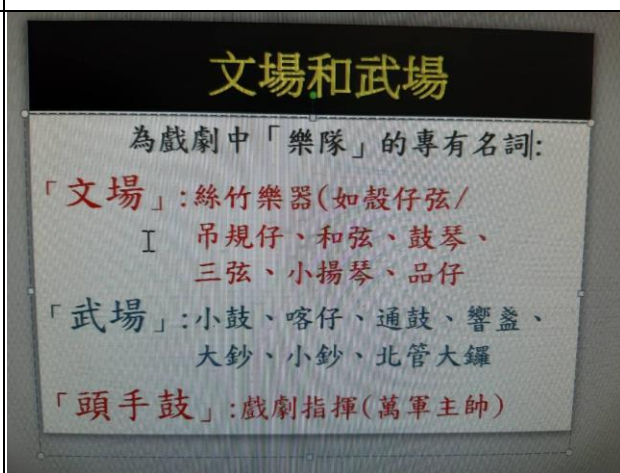 文場和武場
為戲劇中「樂隊」的專有名詞:
「文場」:絲竹樂器(如殼仔弦/
吊規仔、和弦、鼓琴、
三弦、小揚琴、品仔
「武場」:小鼓、喀仔、通鼓、響盞、
大鈔、小鈔、北管大鑼
「頭手鼓」:戲劇指揮(萬軍主帥)